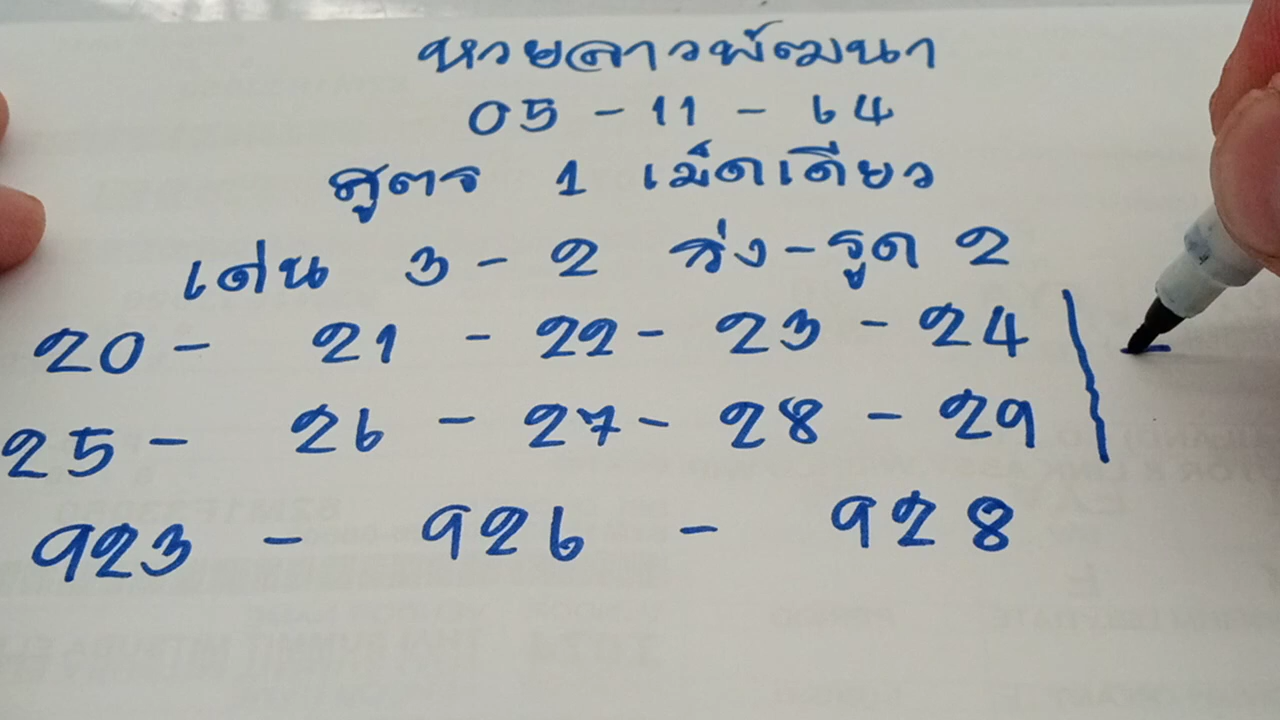 หวยลาวพัฒนา
05 - 11 - 64
สูตร 1 เม็ดเดียว
เด่น 3 - 2 วิ่ง - รูด 2
20 - 21 - 22 - 23 - 24
25 - 26 - 27 - 28 - 29
923 - 926 - 928